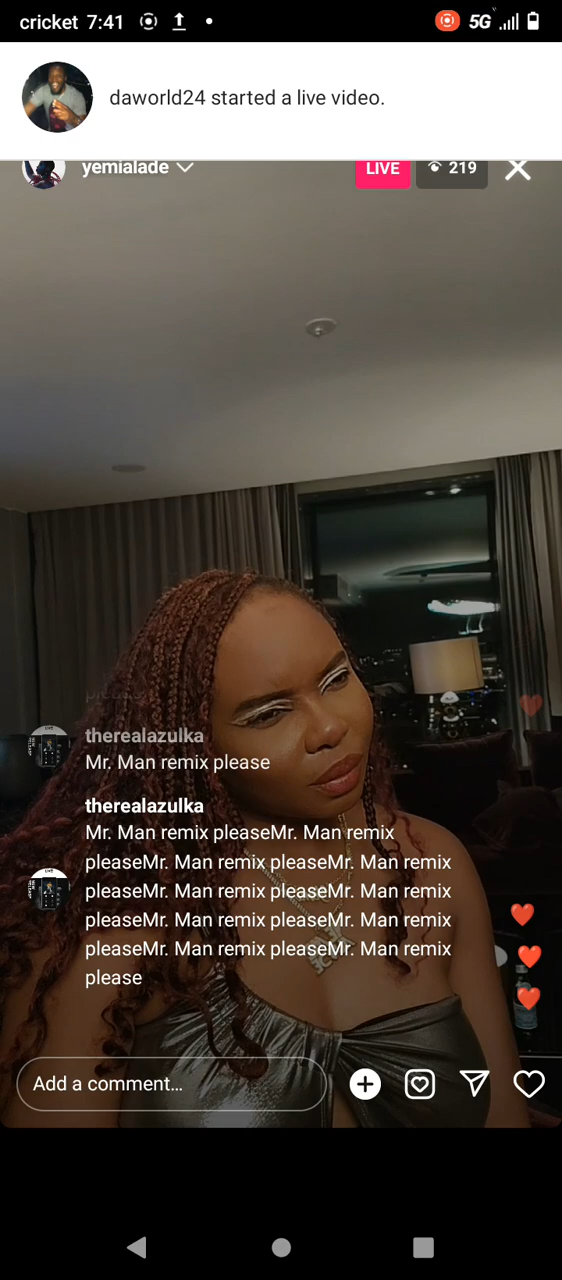 cricket 7:41
5G
daworld24 started a live video.
yemialade
LIVE
219
please
therealazulka
Mr. Man remix please
therealazulka
Mr. Man remix pleaseMr. Man remix
pleaseMr. Man remix pleaseMr. Man remix
pleaseMr. Man remix pleaseMr. Man remix
pleaseMr. Man remix pleaseMr. Man remix
pleaseMr. Man remix pleaseMr. Man remix
please
Add a comment...